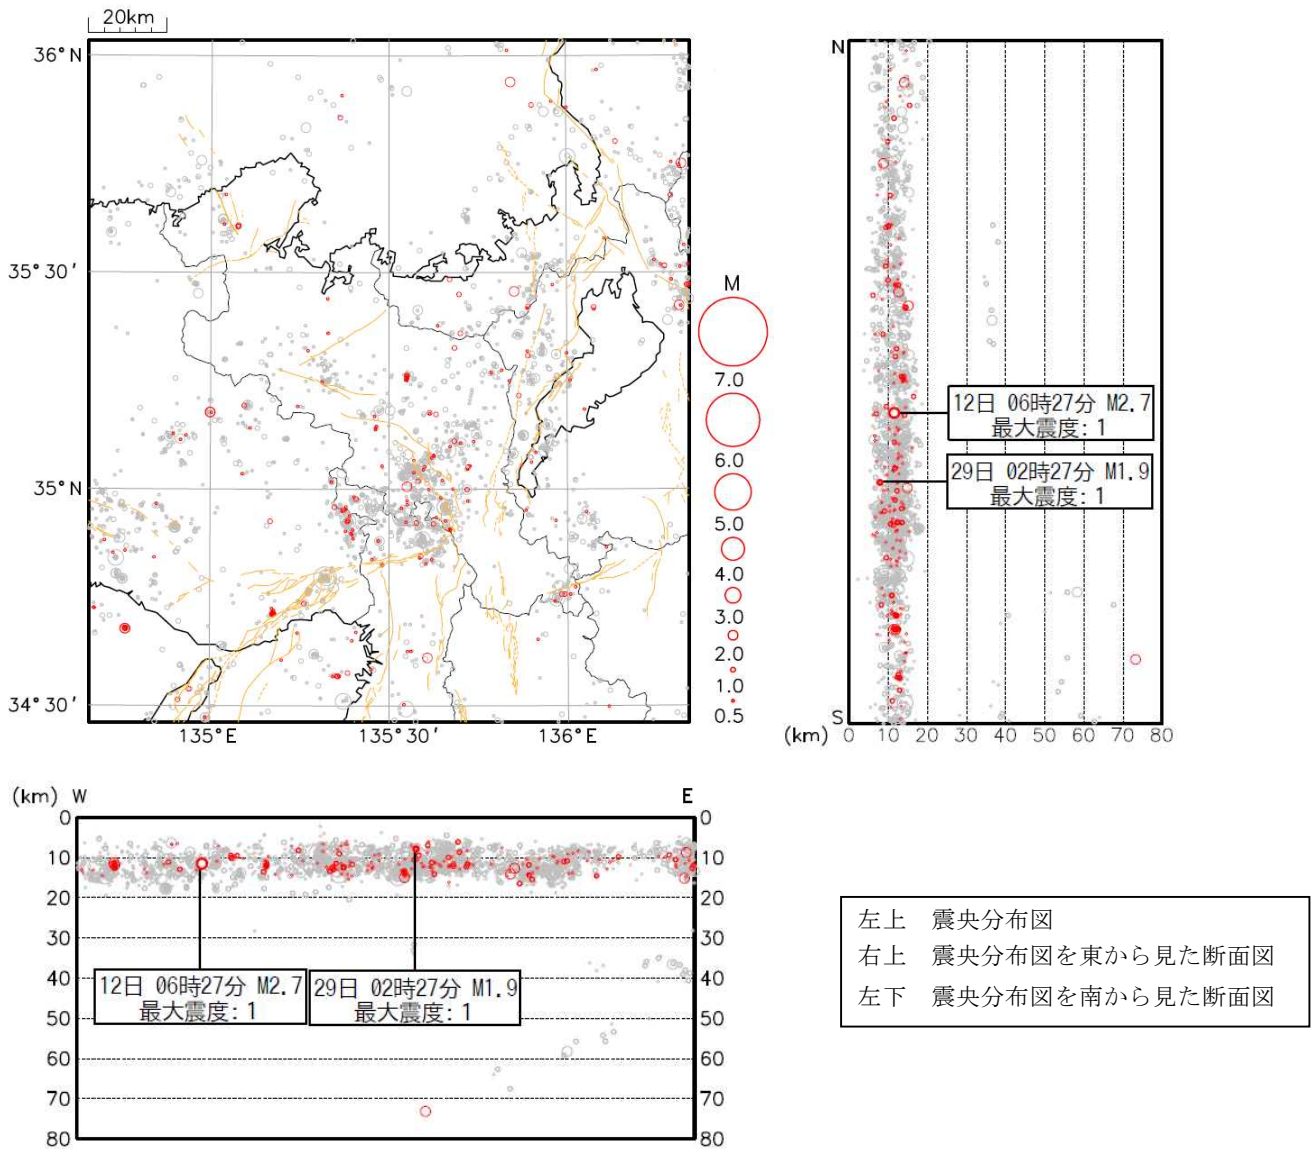 20km
36°N
35°30′
35°N
34°30′
135°E
135°30′
136°E
M
7.0
6.0
5.0
4.0
3.0
2.0
1.0
0.5
N
S
(km) 0 10 20 30 40 50 60 70 80
12日 06時27分 M2.7
最大震度: 1
29日 02時27分 M1.9
最大震度: 1
(km) W
E
0
10
20
30
40
50
60
70
80
0
10
20
30
40
50
60
70
80
12日 06時27分 M2.7
最大震度: 1
29日 02時27分 M1.9
最大震度: 1
左上 震央分布図
右上 震央分布図を東から見た断面図
左下 震央分布図を南から見た断面図